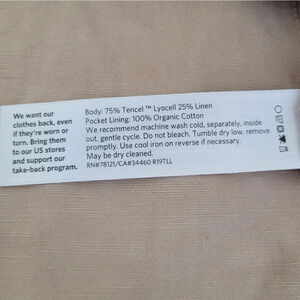 We want our
clothes back, even
if they're worn or
torn. Bring them
to our US stores
and support our
take-back program.
Body: 75% Tencel™ Lyocell 25% Linen
Pocket Lining: 100% Organic Cotton
We recommend machine wash cold, separately, inside
out, gentle cycle. Do not bleach. Tumble dry low, remove
promptly. Use cool iron on reverse if necessary.
May be dry cleaned.
RN#78121/CA#34460 R19TLL